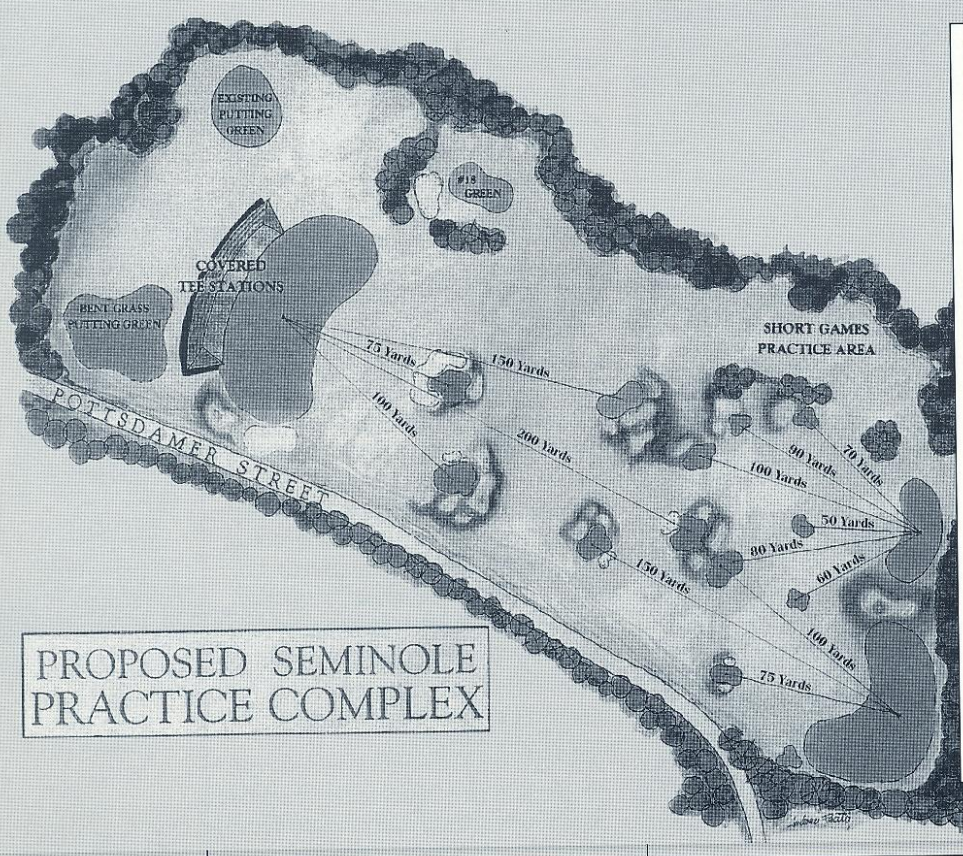 EXISTING
PUTTING
GREEN
#18
GREEN
COVERED
TEE STATIONS
BENT GRASS
PUTTING GREEN
SHORT GAMES
PRACTICE AREA
75 Yards
150 Yards
100 Yards
200 Yards
70 Yards
90 Yards
100 Yards
50 Yards
80 Yards
60 Yards
150 Yards
100 Yards
75 Yards
POTTSDAMER STREET
PROPOSED SEMINOLE
PRACTICE COMPLEX